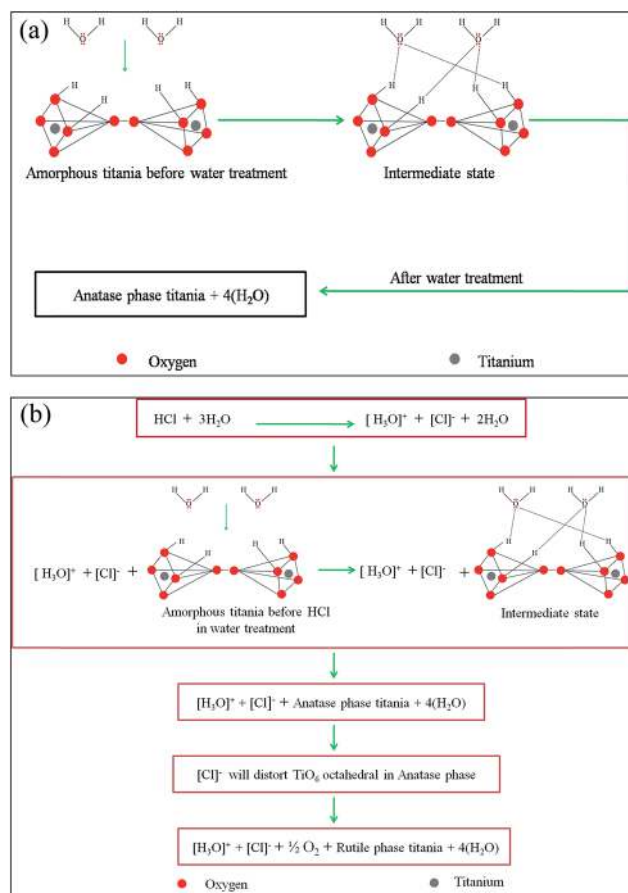 (a)
H H H H
O O
H H H H
Amorphous titania before water treatment
H H H H
O O
H H H H
Intermediate state
After water treatment
Anatase phase titania + 4(H₂O)
Oxygen Titanium
(b)
HCl + 3H₂O [H₃O]⁺ + [Cl]⁻ + 2H₂O
H H H H
O O
H H H H
[H₃O]⁺ + [Cl]⁻ +
Amorphous titania before HCl
in water treatment
[H₃O]⁺ + [Cl]⁻ +
H H H H
O O
H H H H
Intermediate state
[H₃O]⁺ + [Cl]⁻ + Anatase phase titania + 4(H₂O)
[Cl]⁻ will distort TiO₆ octahedral in Anatase phase
[H₃O]⁺ + [Cl]⁻ + ½ O₂ + Rutile phase titania + 4(H₂O)
Oxygen Titanium